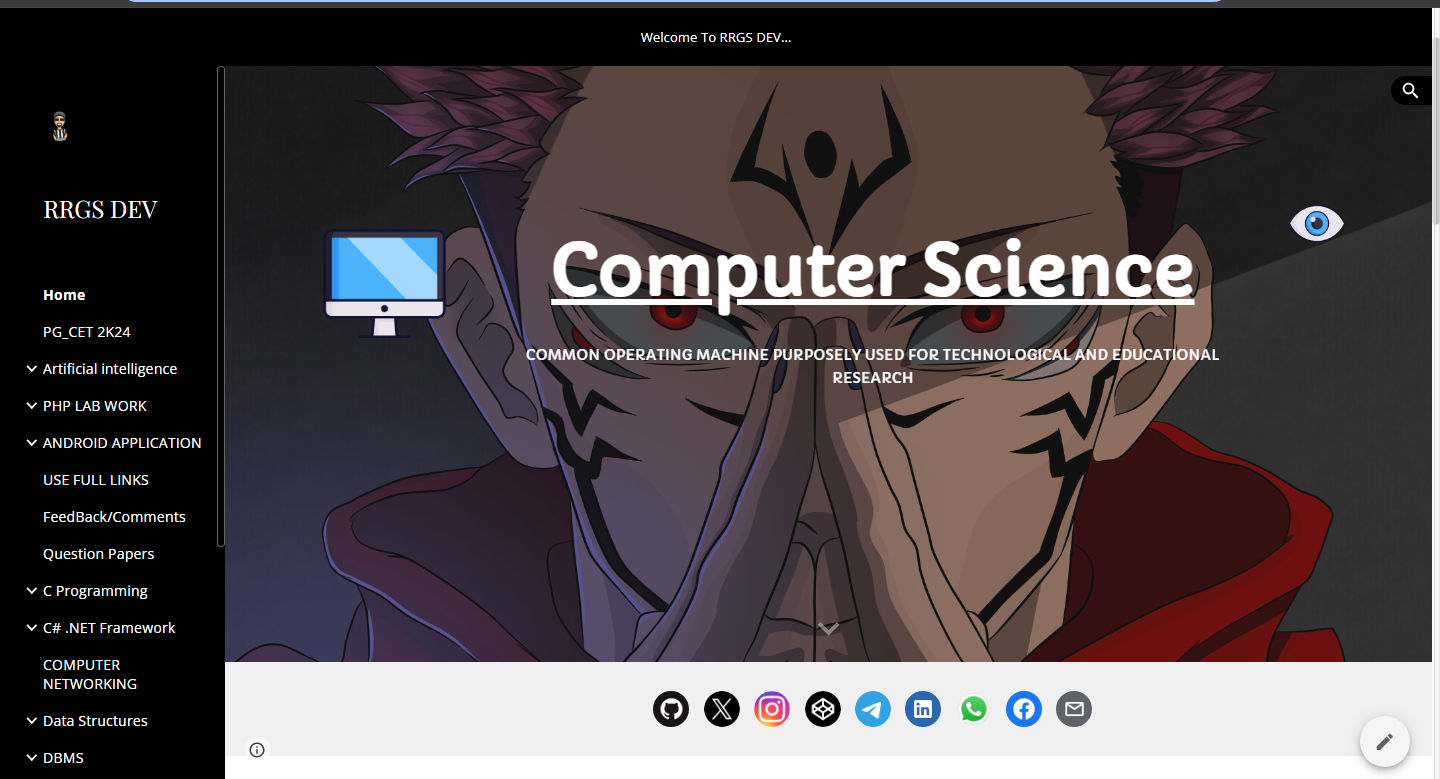 Welcome To RRGS DEV...
RRGS DEV
Home
PG_CET 2K24
Artificial intelligence
PHP LAB WORK
ANDROID APPLICATION
USE FULL LINKS
FeedBack/Comments
Question Papers
C Programming
C# .NET Framework
COMPUTER
NETWORKING
Data Structures
DBMS
Computer Science
COMMON OPERATING MACHINE PURPOSELY USED FOR TECHNOLOGICAL AND EDUCATIONAL
RESEARCH